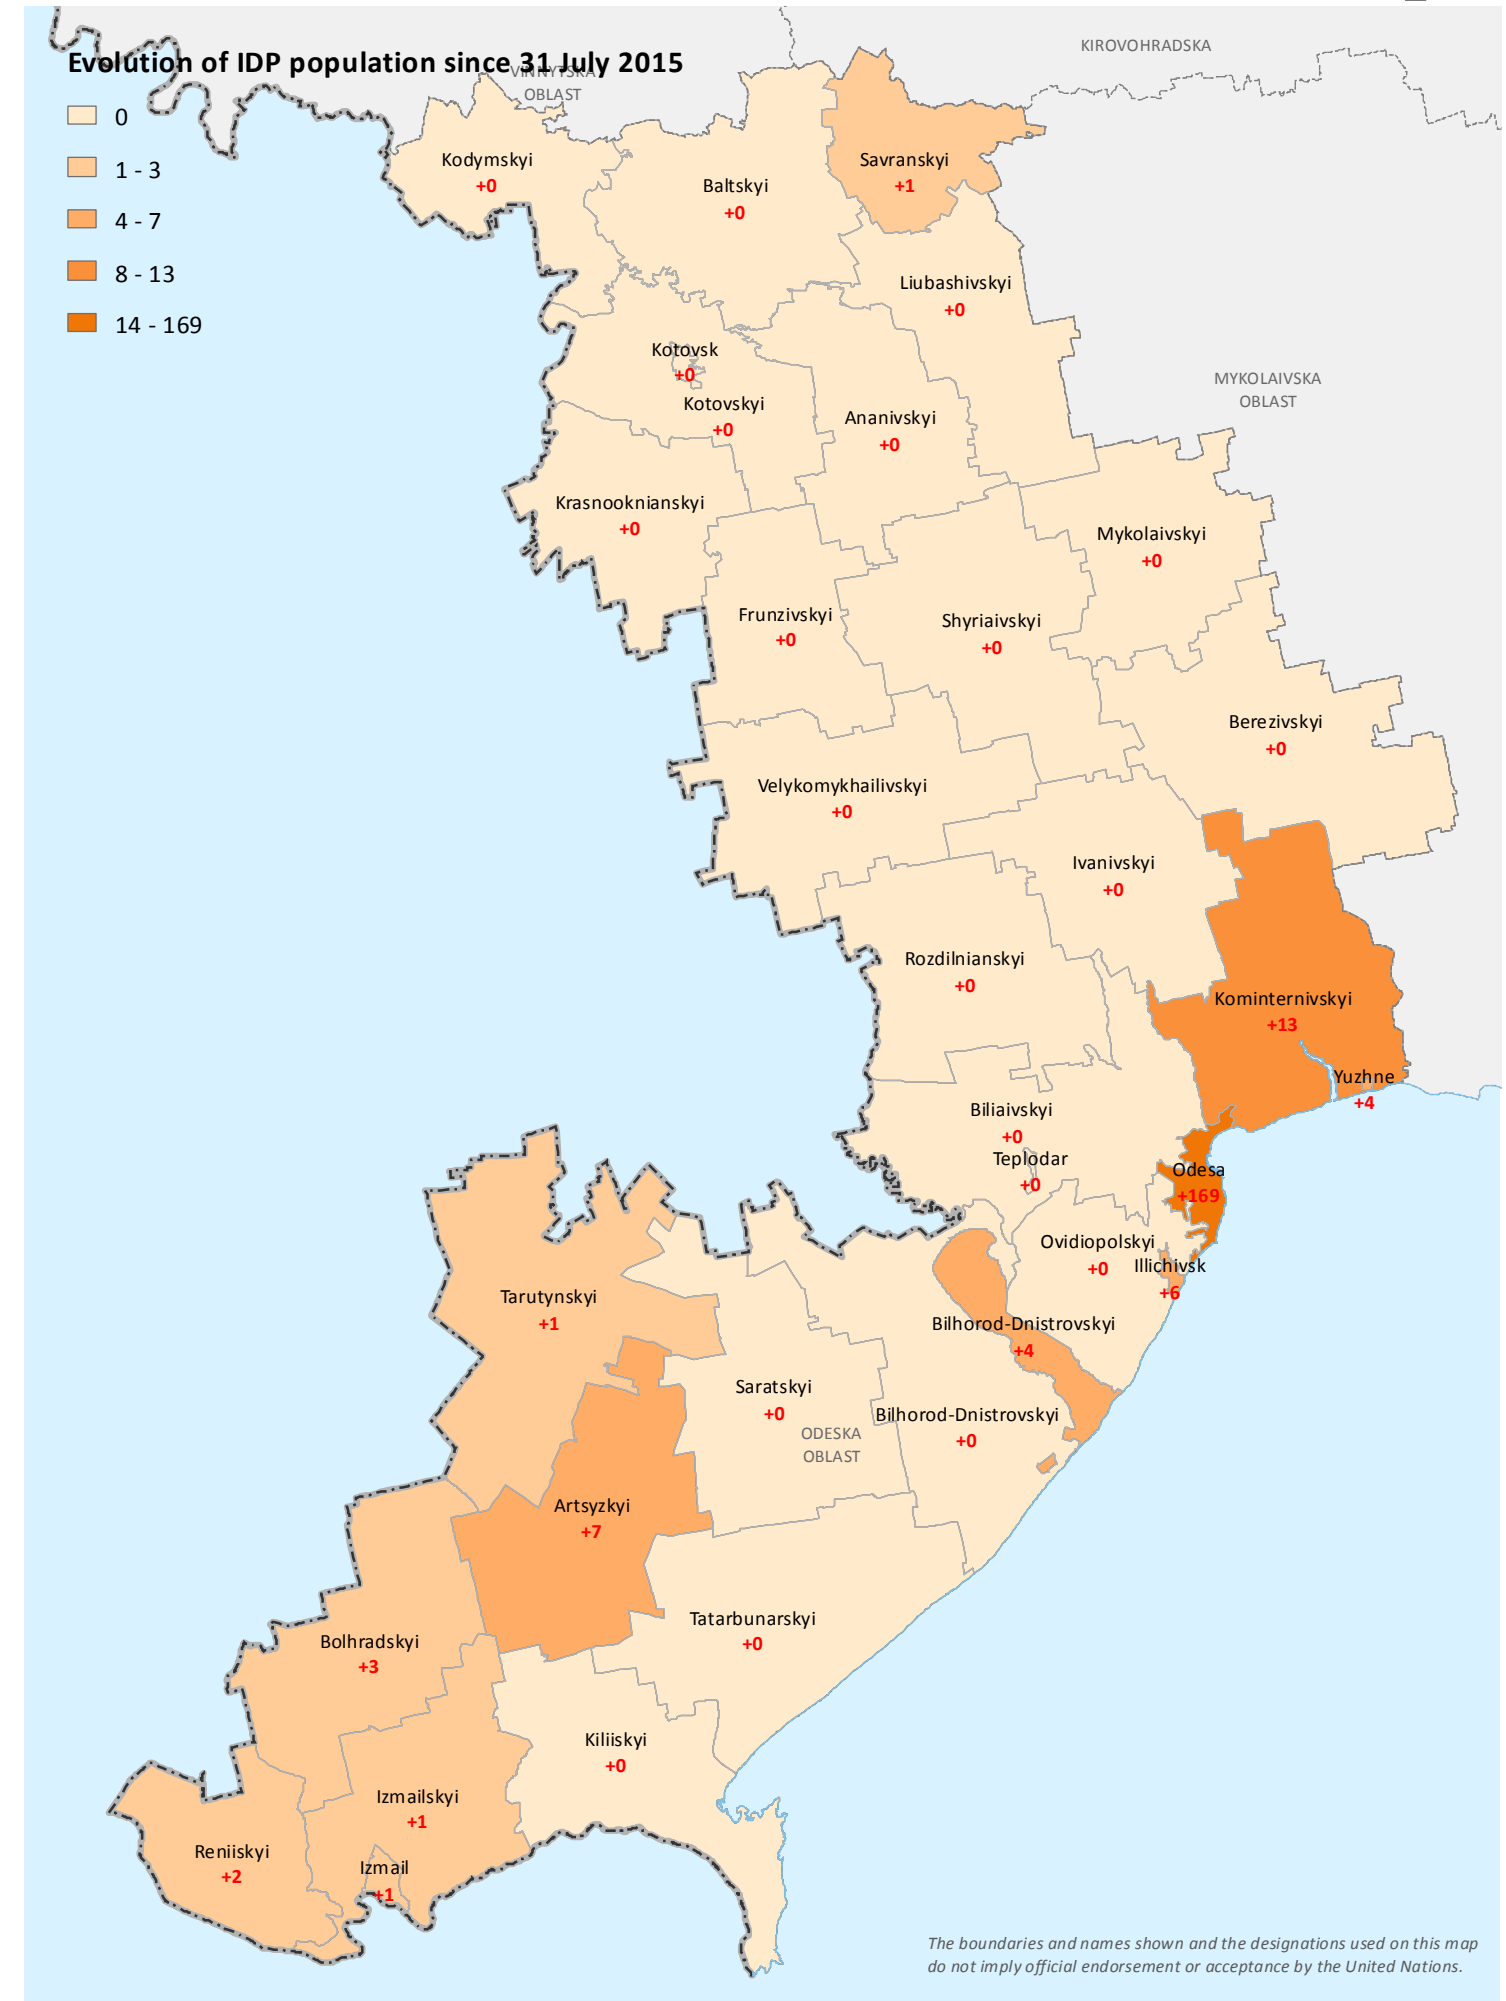 KIROVOHRADSKA
Evolution of IDP population since 31 July 2015
VINNYTSKA
OBLAST
0
1 - 3
4 - 7
8 - 13
14 - 169
Kodymskyi
+0
Baltskyi
+0
Savranskyi
+1
Liubashivskyi
+0
Kotovsk
+0
Kotovskyi
+0
Ananivskyi
+0
MYKOLAIVSKA
OBLAST
Krasnooknianskyi
+0
Mykolaivskyi
+0
Frunzivskyi
+0
Shyriaivskyi
+0
Berezivskyi
+0
Velykomykhailivskyi
+0
Ivanivskyi
+0
Rozdilnianskyi
+0
Kominternivskyi
+13
Yuzhne
+4
Biliaivskyi
+0
Teplodar
+0
Odesa
+169
Ovidiopolskyi
+0
Illichivsk
+6
Tarutynskyi
+1
Bilhorod-Dnistrovskyi
+4
Saratskyi
+0
Bilhorod-Dnistrovskyi
+0
ODESKA
OBLAST
Artsyzkyi
+7
Tatarbunarskyi
+0
Bolhradskyi
+3
Kiliiskyi
+0
Izmailskyi
+1
Reniiskyi
+2
Izmail
+1
The boundaries and names shown and the designations used on this map
do not imply official endorsement or acceptance by the United Nations.